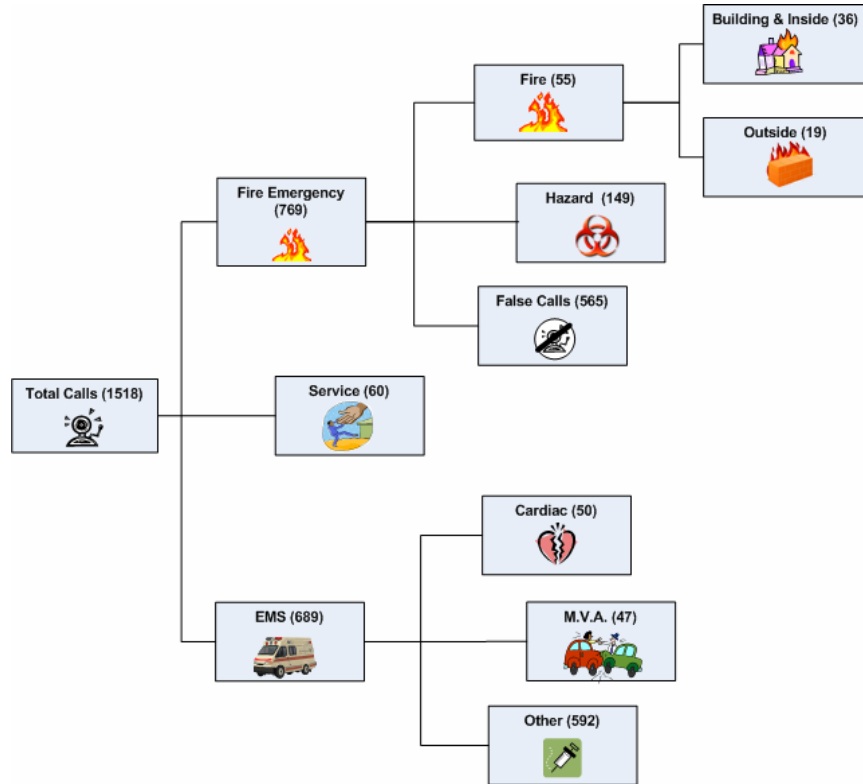 Building & Inside (36)
Fire (55)
Outside (19)
Fire Emergency
(769)
Hazard (149)
False Calls (565)
Total Calls (1518)
Service (60)
Cardiac (50)
EMS (689)
M.V.A. (47)
Other (592)